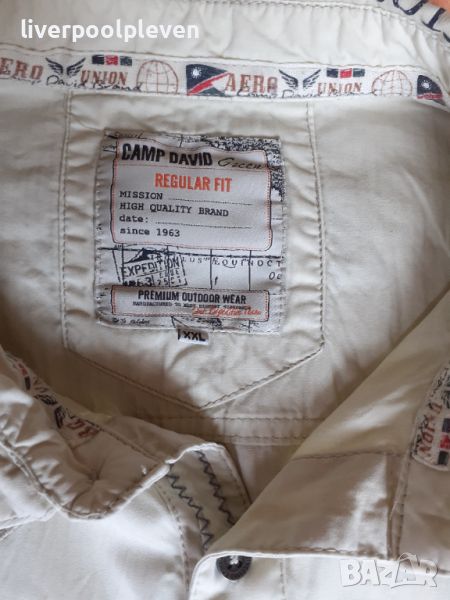 liverpoolpleven
AERO UNION AERO UNION
CAMP DAVID
REGULAR FIT
MISSION
HIGH QUALITY BRAND
date:
since 1963
EXPEDITION
PREMIUM OUTDOOR WEAR
XXL
UNION
BAZAR